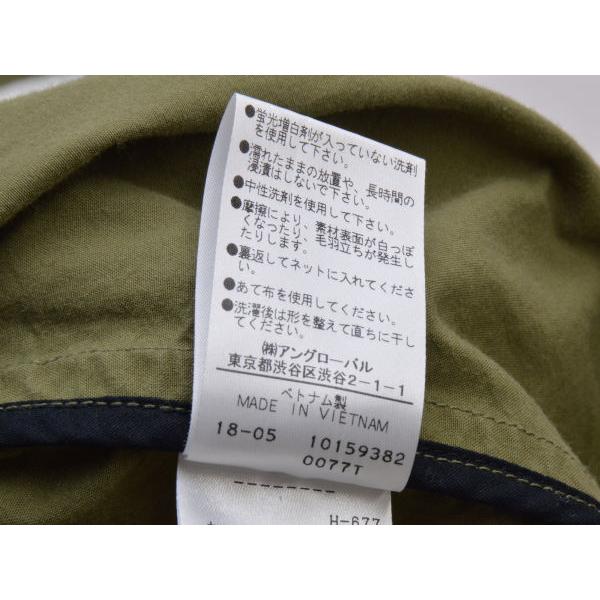 ●蛍光増白剤が入っていない洗剤
を使用して下さい。
●濡れたままの放置や、長時間の
浸漬はしないで下さい。
●中性洗剤を使用して下さい。
●摩擦により、素材表面が白っぽ
くなったり、毛羽立ちが発生し
たりします。
●裏返してネットに入れてくださ
い。
●あて布を使用してください。
●洗濯後は形を整えて直ちに干し
てください。
㈱アングローバル
東京都渋谷区渋谷2-1-1
ベトナム製
MADE IN VIETNAM
18-05 10159382
0077T
--------
H-677